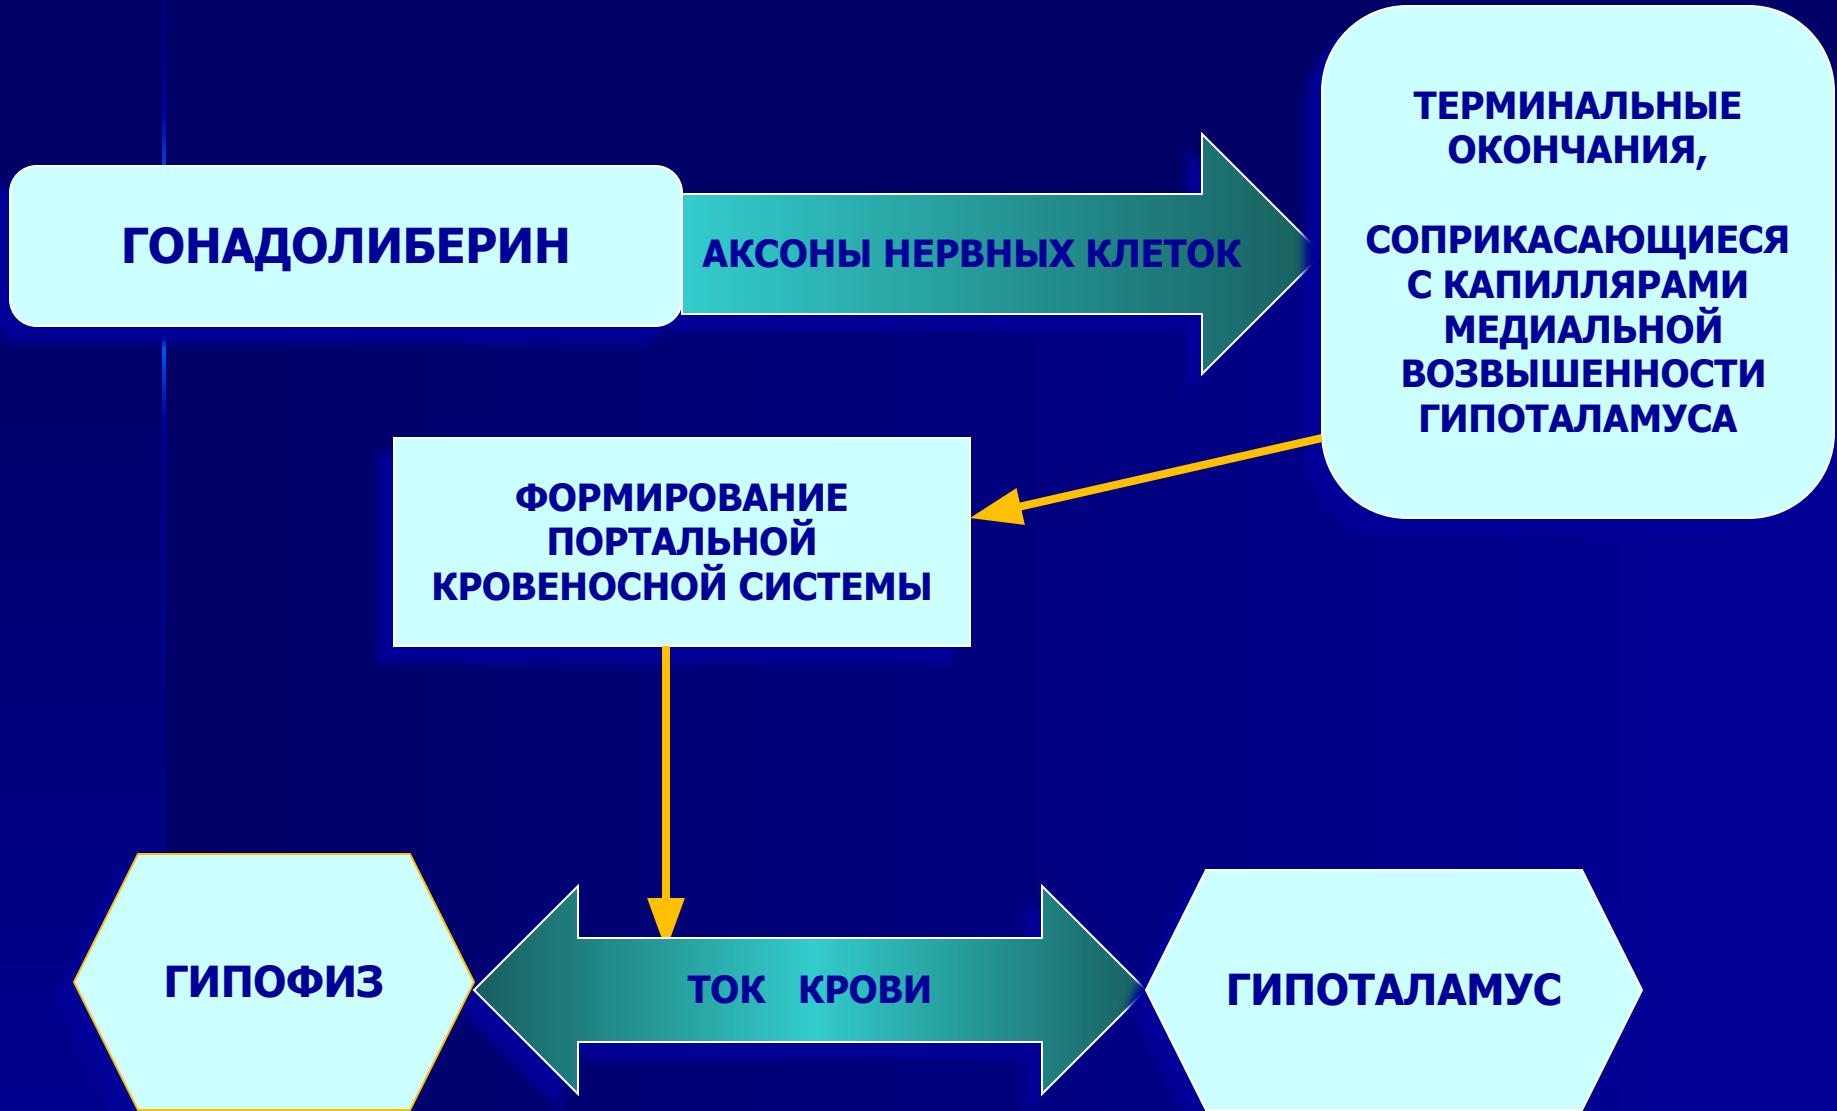 ГОНАДОЛИБЕРИН
АКСОНЫ НЕРВНЫХ КЛЕТОК
ТЕРМИНАЛЬНЫЕ
ОКОНЧАНИЯ,
СОПРИКАСАЮЩИЕСЯ
С КАПИЛЛЯРАМИ
МЕДИАЛЬНОЙ
ВОЗВЫШЕННОСТИ
ГИПОТАЛАМУСА
ФОРМИРОВАНИЕ
ПОРТАЛЬНОЙ
КРОВЕНОСНОЙ СИСТЕМЫ
ГИПОФИЗ
ТОК КРОВИ
ГИПОТАЛАМУС